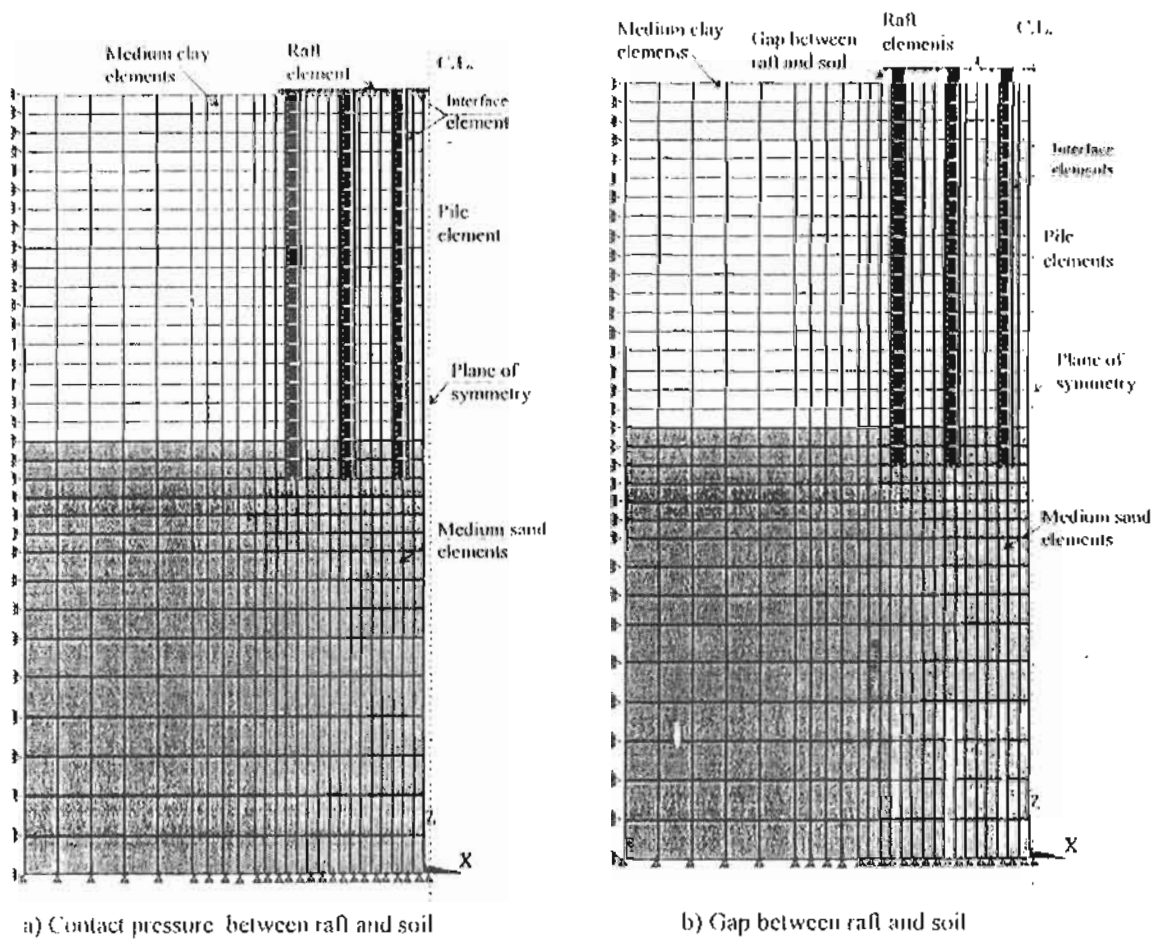 Medium clay
elements
Raft
element
C.L.
Interface
element
Pile
element
Plane of
symmetry
Medium sand
elements
Z
X
a) Contact pressure between raft and soil
Medium clay
elements
Gap between
raft and soil
Raft
elements
C.L.
Interface
elements
Pile
elements
Plane of
symmetry
Medium sand
elements
Z
X
b) Gap between raft and soil